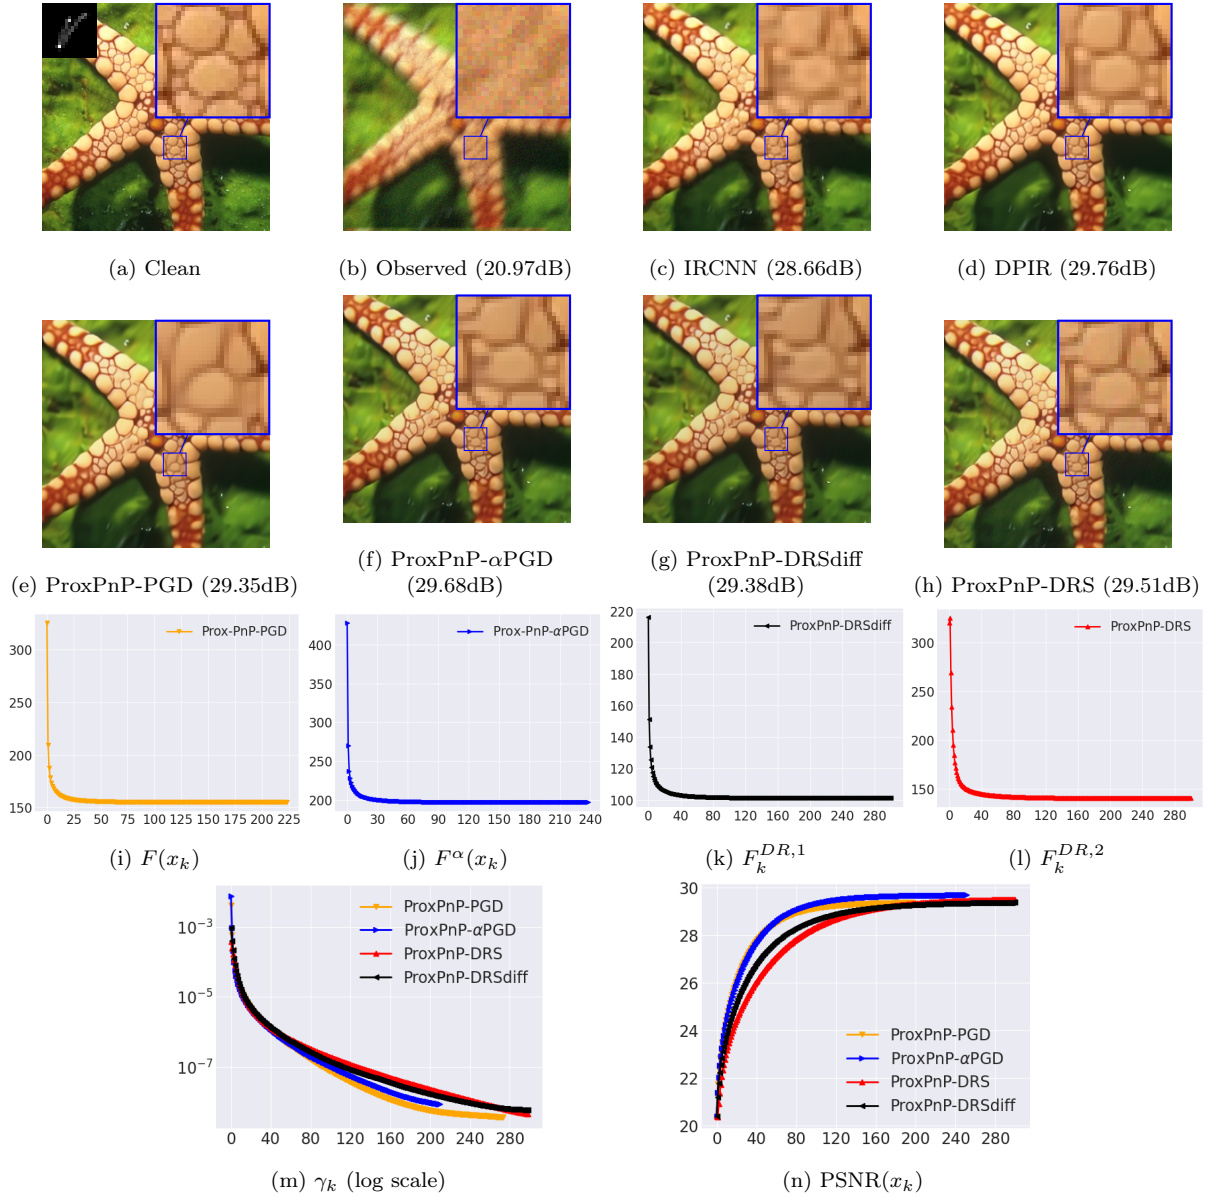 (a) Clean
(b) Observed (20.97dB)
(c) IRCNN (28.66dB)
(d) DPIR (29.76dB)
(e) ProxPnP-PGD (29.35dB)
(f) ProxPnP-αPGD
(29.68dB)
(g) ProxPnP-DRSdiff
(29.38dB)
(h) ProxPnP-DRS (29.51dB)
Prox-PnP-PGD
300
250
200
150
0 25 50 75 100 125 150 175 200 225
(i) F(x_k)
Prox-PnP-αPGD
400
350
300
250
200
0 30 60 90 120 150 180 210 240
(j) F^α(x_k)
ProxPnP-DRSdiff
220
200
180
160
140
120
100
0 40 80 120 160 200 240 280
(k) F_k^{DR,1}
ProxPnP-DRS
300
250
200
150
0 40 80 120 160 200 240 280
(l) F_k^{DR,2}
ProxPnP-PGD
ProxPnP-αPGD
ProxPnP-DRS
ProxPnP-DRSdiff
10^{−3}
10^{−5}
10^{−7}
0 40 80 120 160 200 240 280
(m) γ_k (log scale)
30
28
26
24
22
20
ProxPnP-PGD
ProxPnP-αPGD
ProxPnP-DRS
ProxPnP-DRSdiff
0 40 80 120 160 200 240 280
(n) PSNR(x_k)